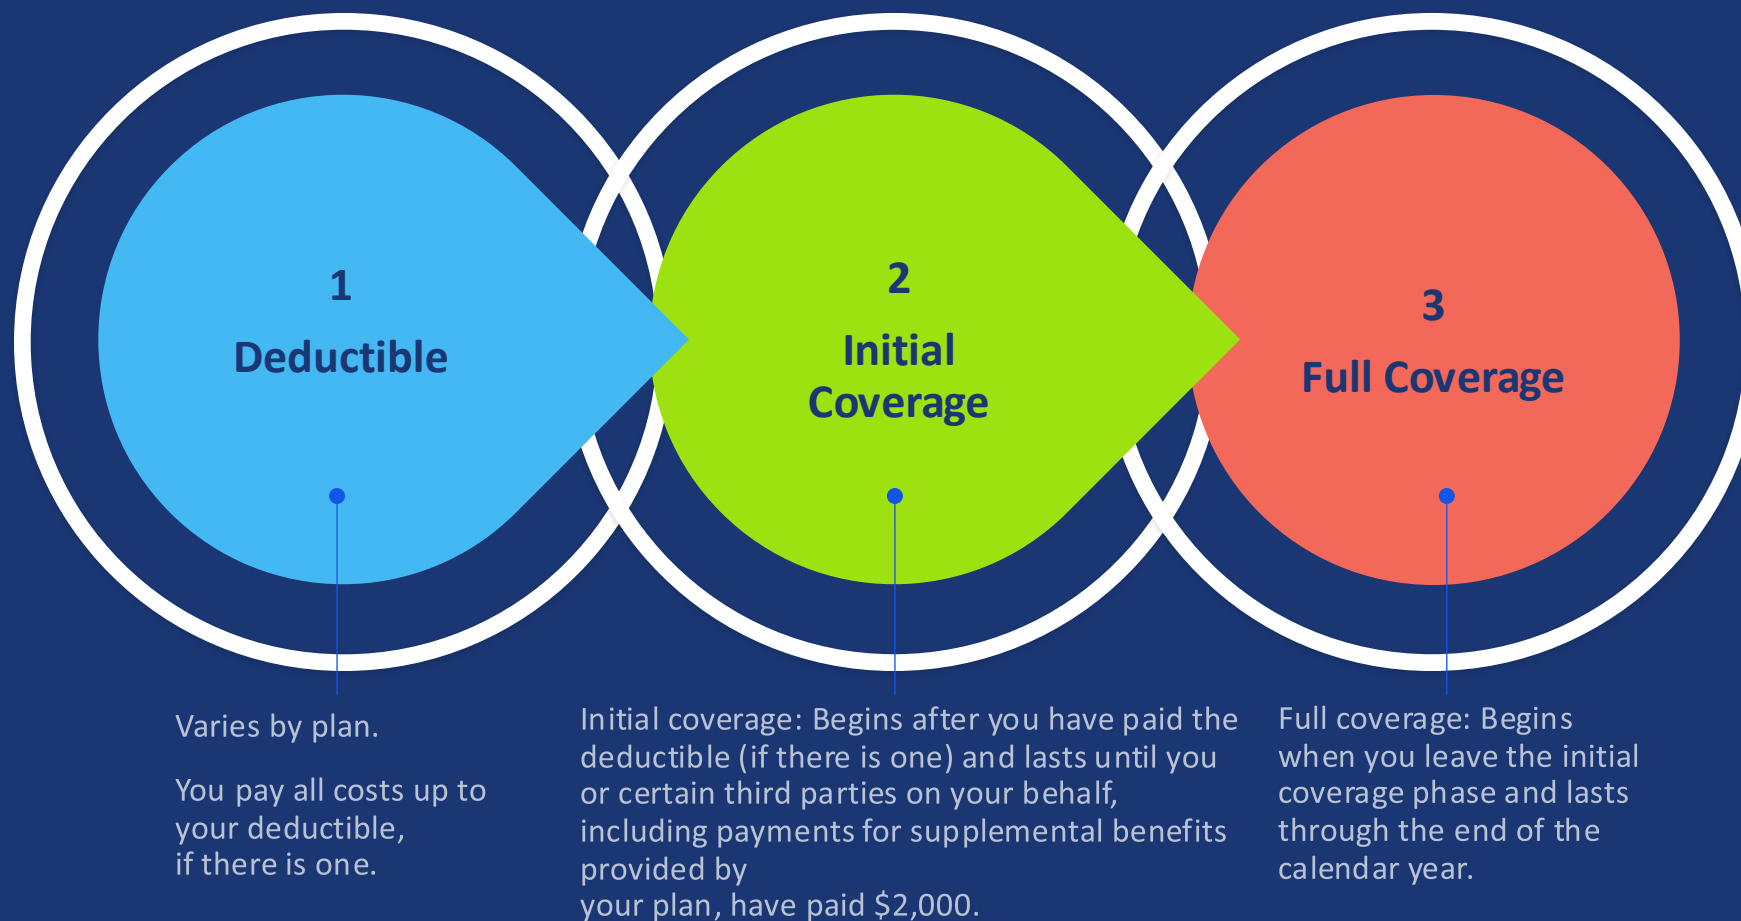 1
Deductible
2
Initial
Coverage
3
Full Coverage
Varies by plan.
You pay all costs up to
your deductible,
if there is one.
Initial coverage: Begins after you have paid the
deductible (if there is one) and lasts until you
or certain third parties on your behalf,
including payments for supplemental benefits
provided by
your plan, have paid $2,000.
Full coverage: Begins
when you leave the initial
coverage phase and lasts
through the end of the
calendar year.